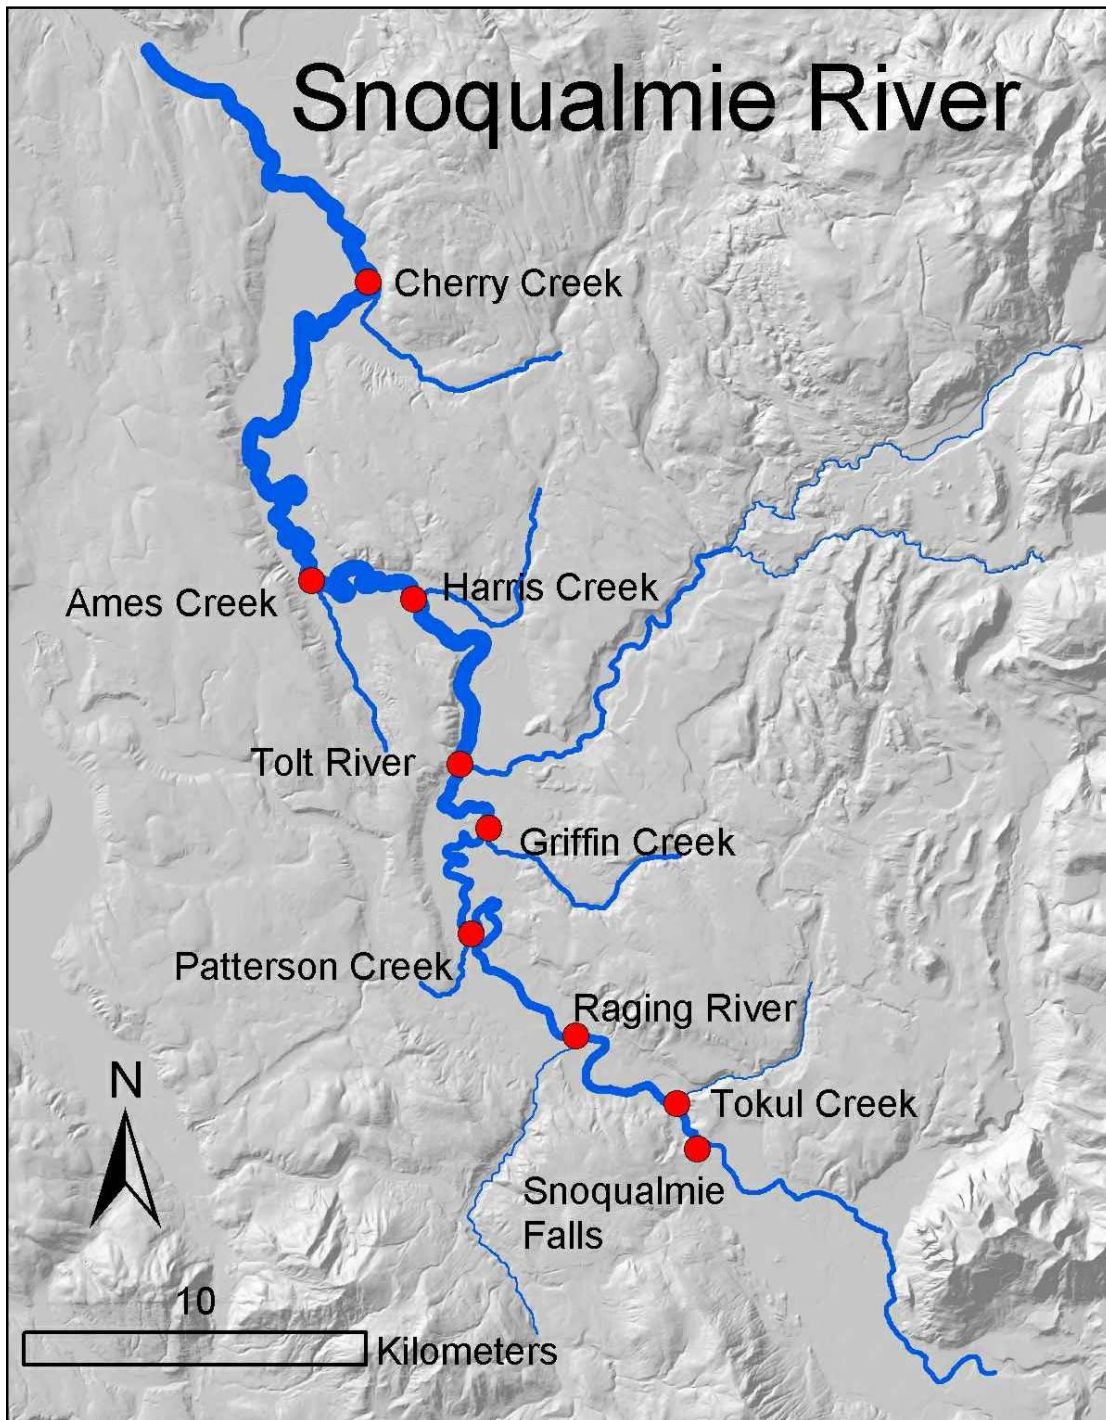 Snoqualmie River
Cherry Creek
Harris Creek
Ames Creek
Tolt River
Griffin Creek
Patterson Creek
Raging River
N
Tokul Creek
Snoqualmie
Falls
10
Kilometers